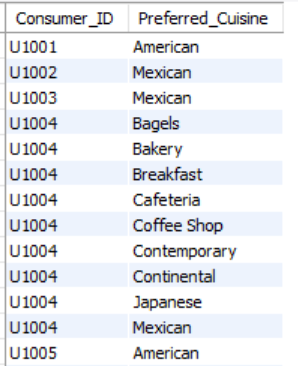 Consumer_ID Preferred_Cuisine
U1001 American
U1002 Mexican
U1003 Mexican
U1004 Bagels
U1004 Bakery
U1004 Breakfast
U1004 Cafeteria
U1004 Coffee Shop
U1004 Contemporary
U1004 Continental
U1004 Japanese
U1004 Mexican
U1005 American